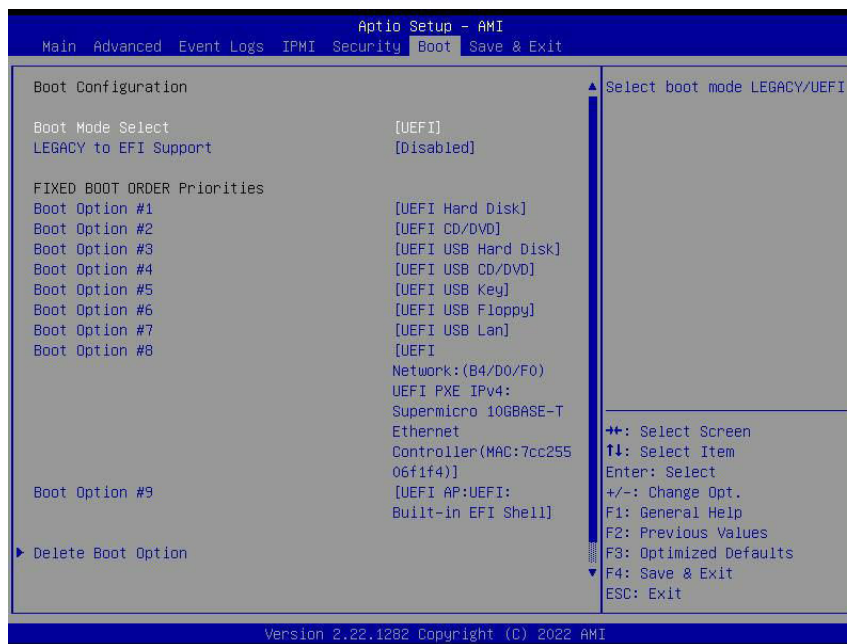 Aptio Setup – AMI
Main Advanced Event Logs IPMI Security Boot Save & Exit
Boot Configuration
Boot Mode Select [UEFI]
LEGACY to EFI Support [Disabled]
FIXED BOOT ORDER Priorities
Boot Option #1 [UEFI Hard Disk]
Boot Option #2 [UEFI CD/DVD]
Boot Option #3 [UEFI USB Hard Disk]
Boot Option #4 [UEFI USB CD/DVD]
Boot Option #5 [UEFI USB Key]
Boot Option #6 [UEFI USB Floppy]
Boot Option #7 [UEFI USB Lan]
Boot Option #8 [UEFI
Network:(B4/D0/F0)
UEFI PXE IPv4:
Supermicro 10GBASE-T
Ethernet
Controller(MAC:7cc255
06f1f4)]
Boot Option #9 [UEFI AP:UEFI:
Built-in EFI Shell]
Delete Boot Option
Select boot mode LEGACY/UEFI
→←: Select Screen
↑↓: Select Item
Enter: Select
+/-: Change Opt.
F1: General Help
F2: Previous Values
F3: Optimized Defaults
F4: Save & Exit
ESC: Exit
Version 2.22.1282 Copyright (C) 2022 AMI